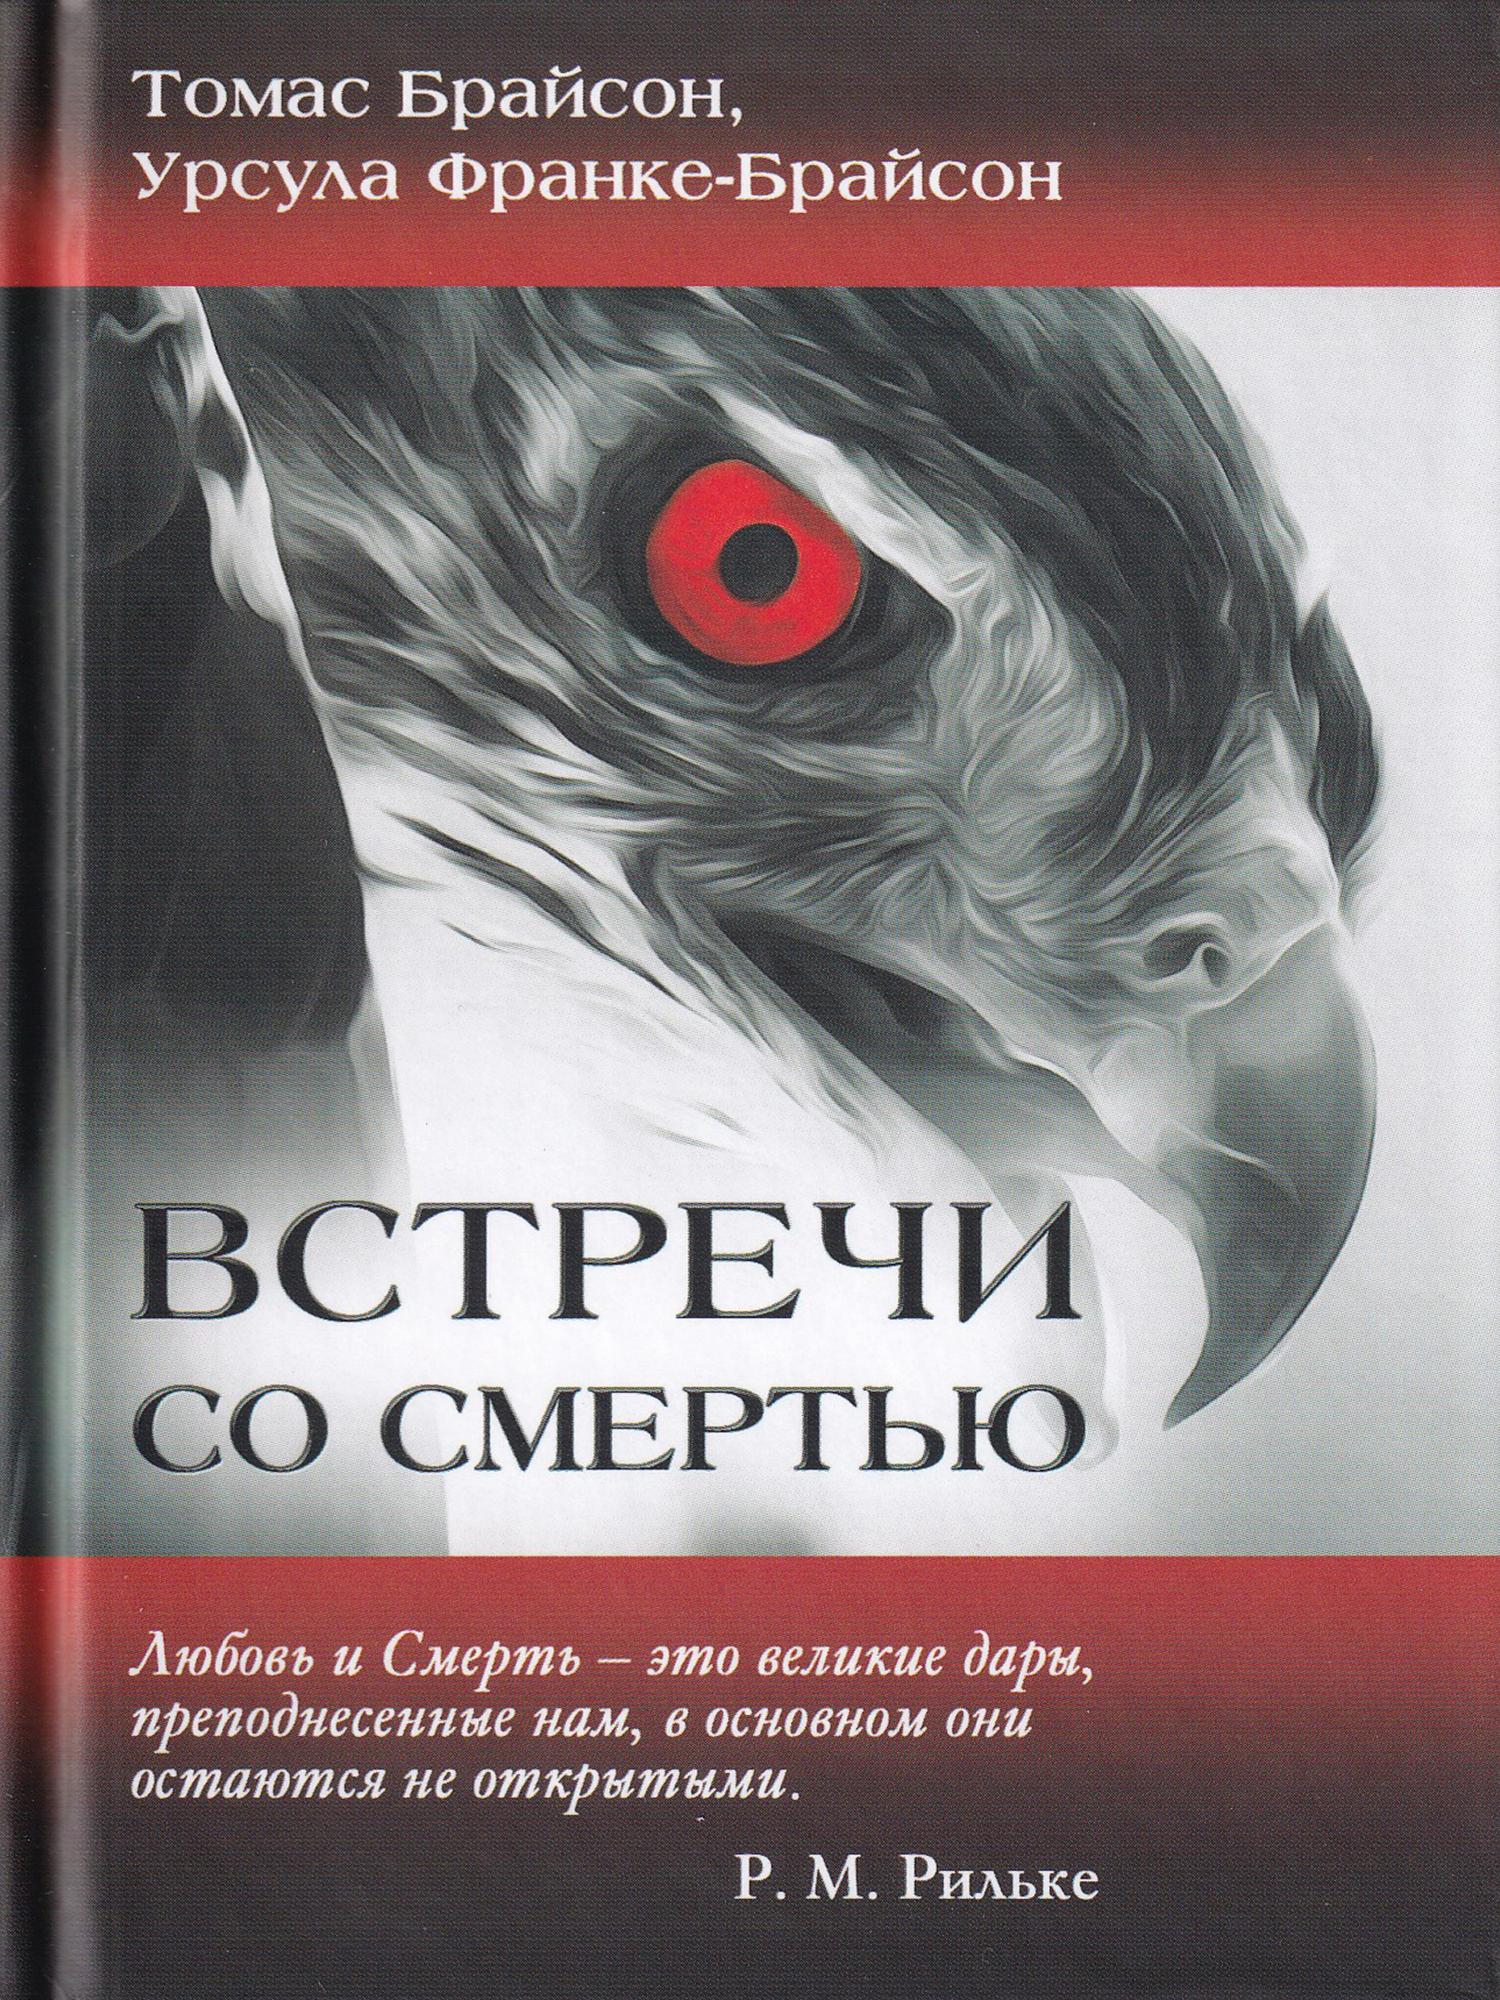 Томас Брайсон,
Урсула Франке-Брайсон
ВСТРЕЧИ
СО СМЕРТЬЮ
Любовь и Смерть – это великие дары,
преподнесенные нам, в основном они
остаются не открытыми.
Р. М. Рильке